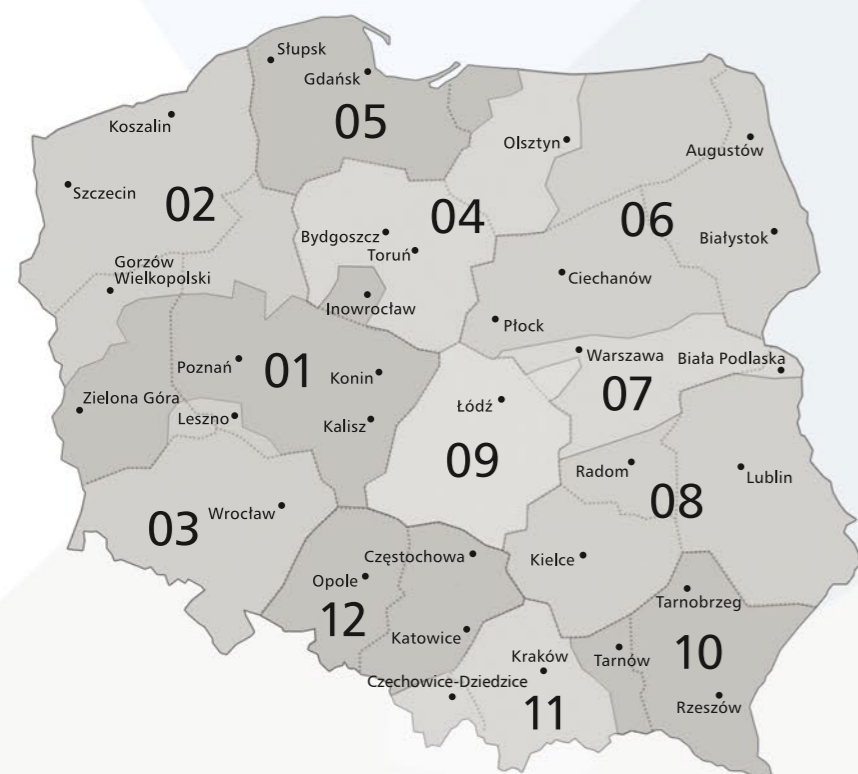 Słupsk
Gdańsk
05
Koszalin
Olsztyn
Augustów
Szczecin
02
04
06
Bydgoszcz
Toruń
Białystok
Gorzów
Wielkopolski
Ciechanów
Inowrocław
Płock
Poznań
01
Konin
Warszawa
Biała Podlaska
07
Zielona Góra
Leszno
Kalisz
Łódź
09
Radom
Lublin
08
03
Wrocław
Częstochowa
Kielce
Opole
12
Tarnobrzeg
Katowice
Kraków
Tarnów
10
Czechowice-Dziedzice
11
Rzeszów